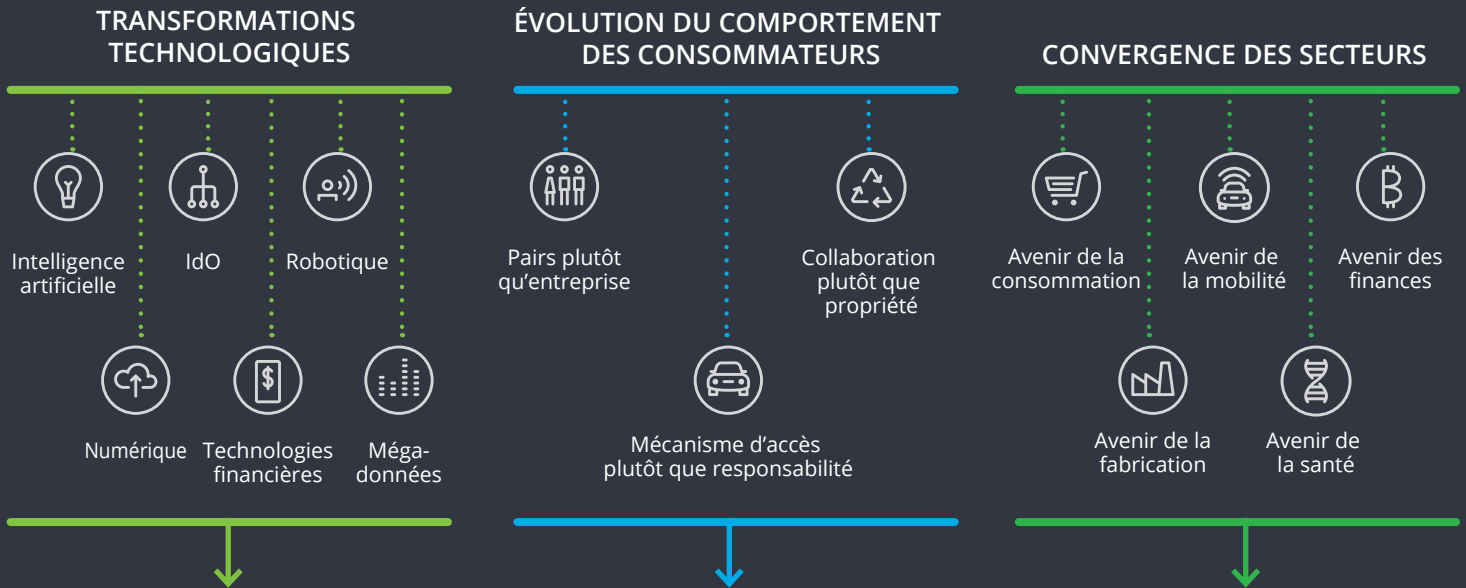 TRANSFORMATIONS
TECHNOLOGIQUES
Intelligence
artificielle
IdO
Robotique
Numérique
Technologies
financières
Méga-
données
ÉVOLUTION DU COMPORTEMENT
DES CONSOMMATEURS
Pairs plutôt
qu’entreprise
Collaboration
plutôt que
propriété
Mécanisme d’accès
plutôt que responsabilité
CONVERGENCE DES SECTEURS
Avenir de la
consommation
Avenir de
la mobilité
Avenir des
finances
Avenir de la
fabrication
Avenir de
la santé